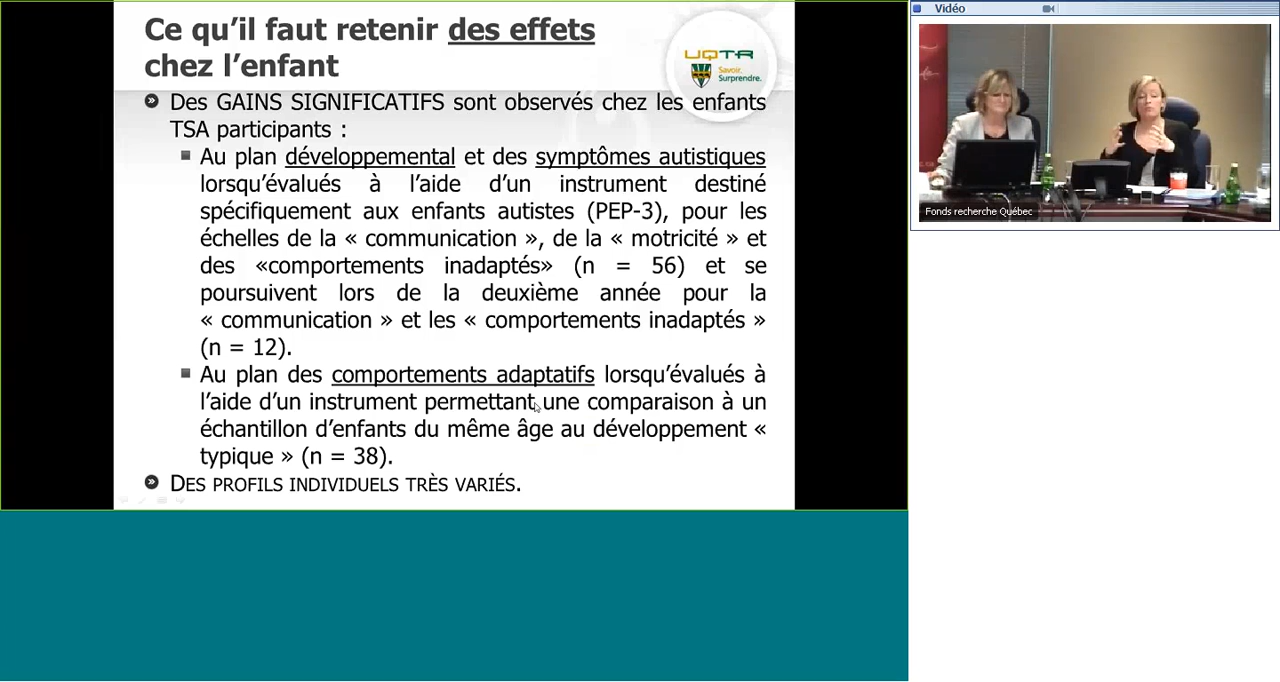 Ce qu'il faut retenir des effets
chez l'enfant
UQTR
Savoir.
Surprendre.
Des GAINS SIGNIFICATIFS sont observés chez les enfants
TSA participants :
Au plan développemental et des symptômes autistiques
lorsqu'évalués à l'aide d'un instrument destiné
spécifiquement aux enfants autistes (PEP-3), pour les
échelles de la « communication », de la « motricité » et
des «comportements inadaptés» (n = 56) et se
poursuivent lors de la deuxième année pour la
« communication » et les « comportements inadaptés »
(n = 12).
Au plan des comportements adaptatifs lorsqu'évalués à
l'aide d'un instrument permettant une comparaison à un
échantillon d'enfants du même âge au développement «
typique » (n = 38).
DES PROFILS INDIVIDUELS TRÈS VARIÉS.
Vidéo
Fonds recherche Québec